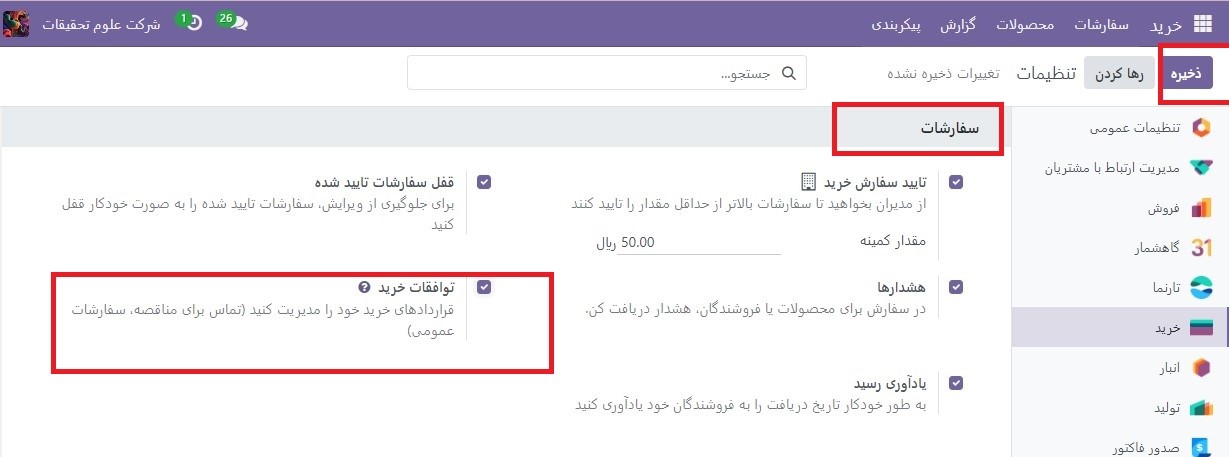 خرید سفارشات محصولات گزارش پیکربندی 26 1 شرکت علوم تحقیقات
ذخیره رها کردن تنظیمات تغییرات ذخیره نشده جستجو...
سفارشات
تنظیمات عمومی
مدیریت ارتباط با مشتریان
فروش
31 گاهشمار
تارنما
خرید
انبار
تولید
صدور فاکتور
تایید سفارش خرید
از مدیران بخواهید تا سفارشات بالاتر از حداقل مقدار را تایید کنند
مقدار کمینه 50.00 ریال
قفل سفارشات تایید شده
برای جلوگیری از ویرایش، سفارشات تایید شده را به صورت خودکار قفل
کنید
هشدارها
در سفارش برای محصولات یا فروشندگان، هشدار دریافت کن.
توافقات خرید ?
قراردادهای خرید خود را مدیریت کنید (تماس برای مناقصه، سفارشات
عمومی)
یادآوری رسید
به طور خودکار تاریخ دریافت را به فروشندگان خود یادآوری کنید